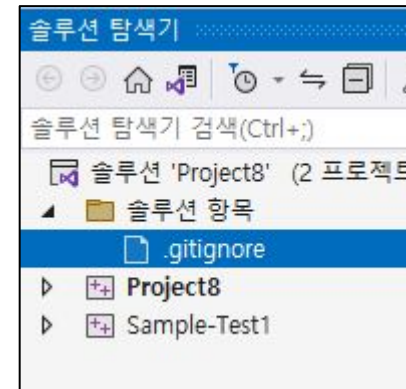 솔루션 탐색기
솔루션 탐색기 검색(Ctrl+;)
솔루션 'Project8' (2 프로젝트
솔루션 항목
.gitignore
Project8
Sample-Test1